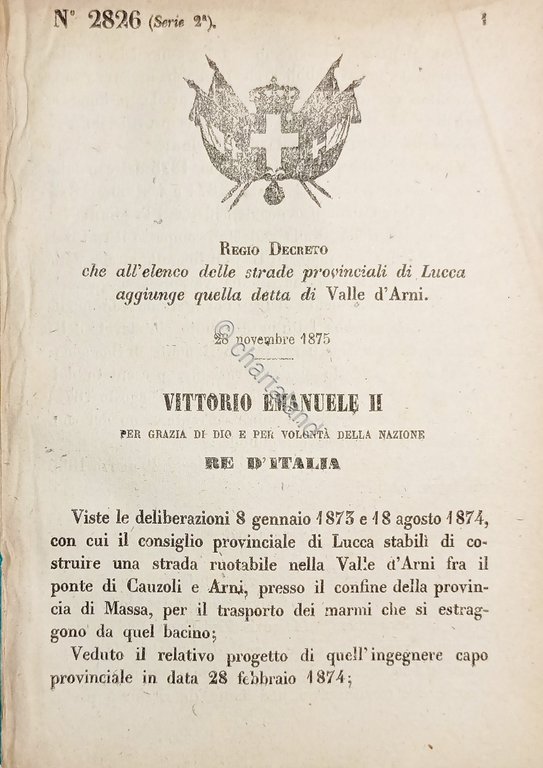 N° 2826 (Serie 2ª). 1
REGIO DECRETO
che all'elenco delle strade provinciali di Lucca
aggiunge quella detta di Valle d'Arni.
28 novembre 1875
© chartaland
VITTORIO EMANUELE II
PER GRAZIA DI DIO E PER VOLONTÀ DELLA NAZIONE
RE D'ITALIA
Viste le deliberazioni 8 gennaio 1873 e 18 agosto 1874,
con cui il consiglio provinciale di Lucca stabilì di co-
struire una strada ruotabile nella Valle d'Arni fra il
ponte di Cauzoli e Arni, presso il confine della provin-
cia di Massa, per il trasporto dei marmi che si estrag-
gono da quel bacino;
Veduto il relativo progetto di quell'ingegnere capo
provinciale in data 28 febbraio 1874;